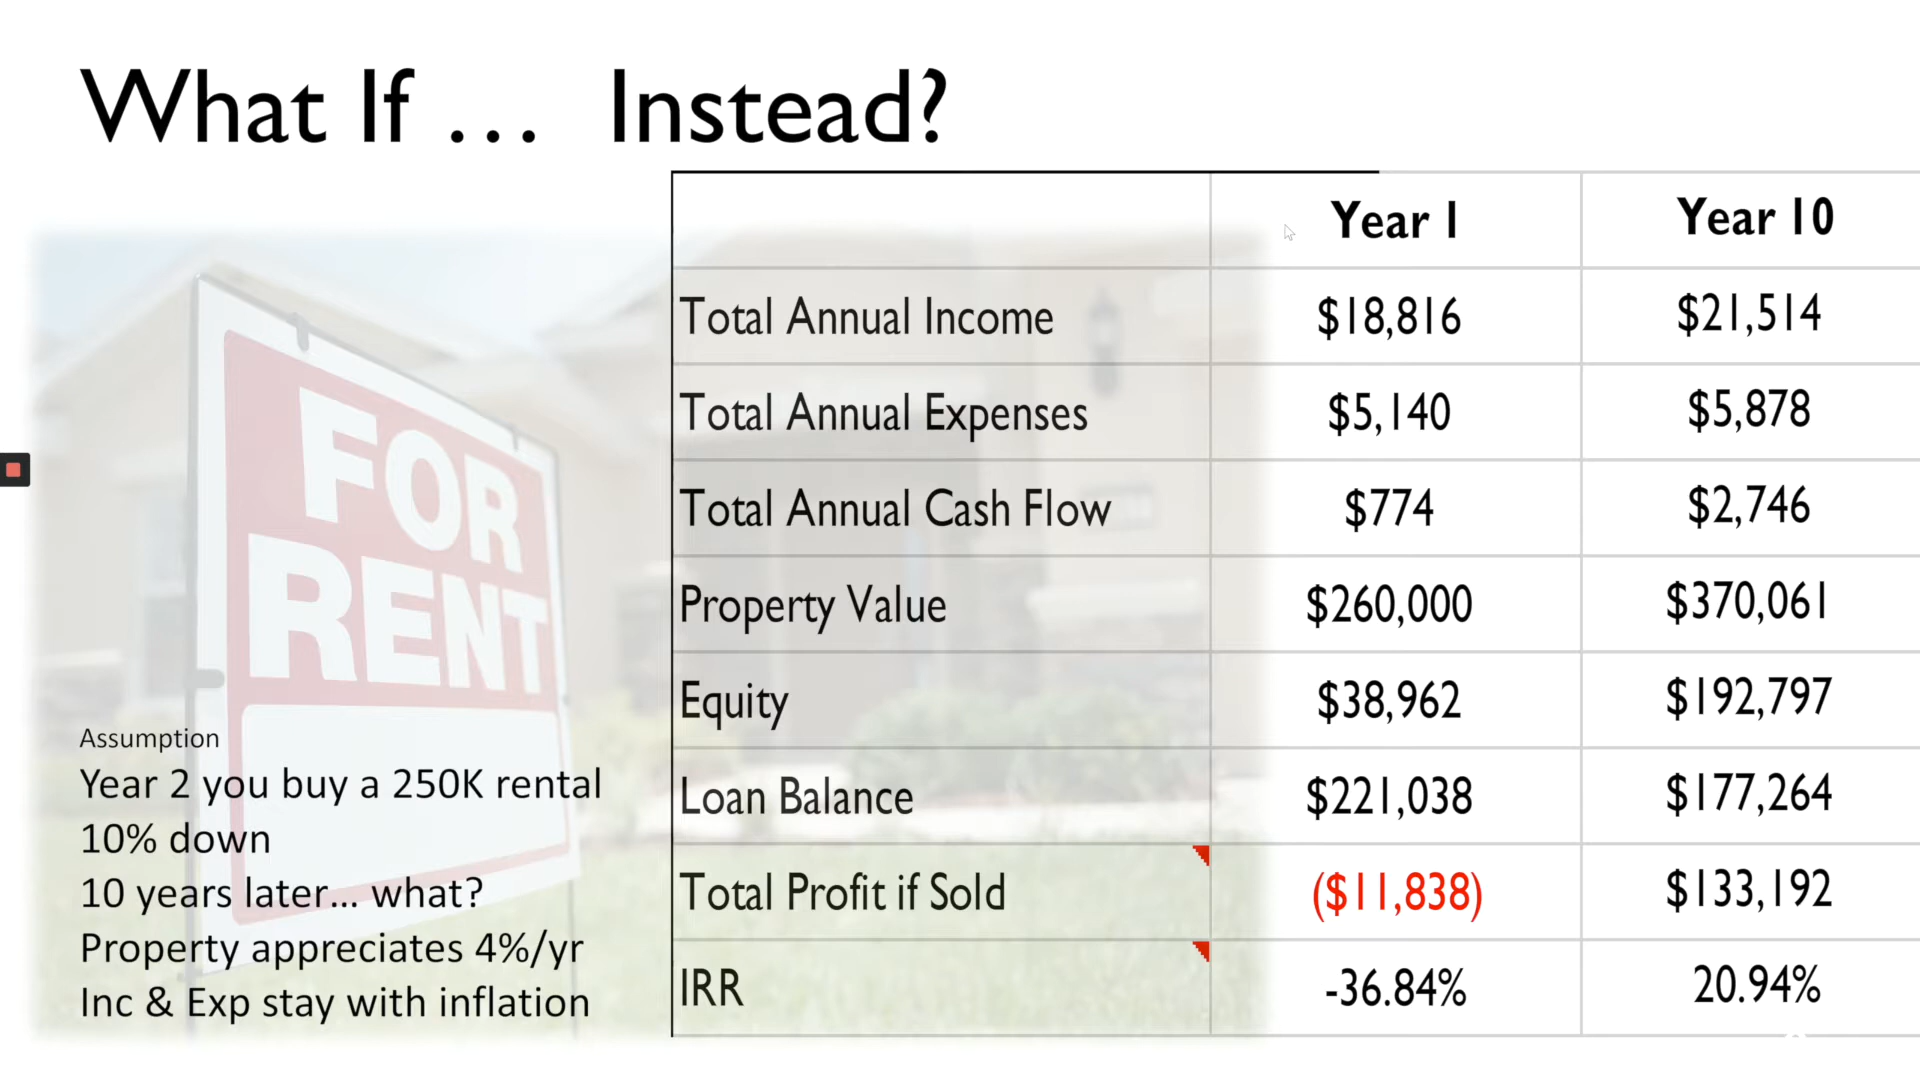 What If … Instead?
Year 1 Year 10
Total Annual Income $18,816 $21,514
Total Annual Expenses $5,140 $5,878
Total Annual Cash Flow $774 $2,746
Property Value $260,000 $370,061
Equity $38,962 $192,797
Loan Balance $221,038 $177,264
Total Profit if Sold ($11,838) $133,192
IRR -36.84% 20.94%
FOR
RENT
Assumption
Year 2 you buy a 250K rental
10% down
10 years later... what?
Property appreciates 4%/yr
Inc & Exp stay with inflation